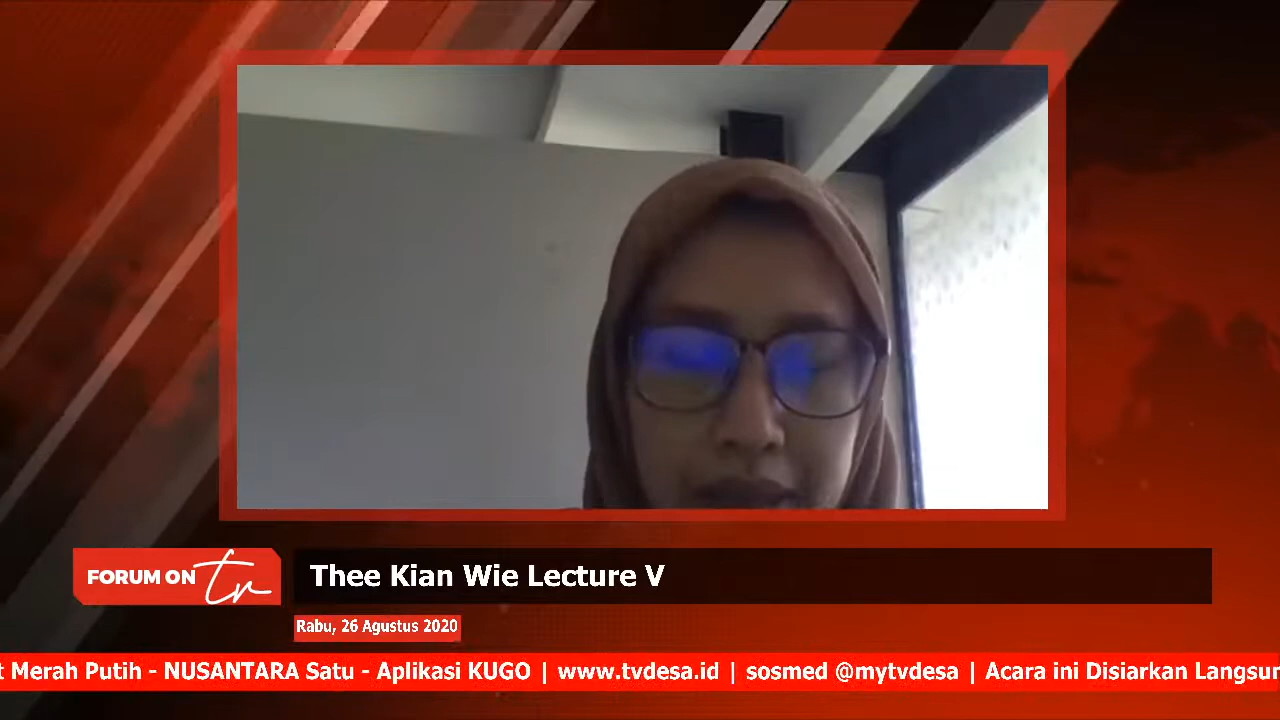 FORUM ON tv
Thee Kian Wie Lecture V
Rabu, 26 Agustus 2020
t Merah Putih - NUSANTARA Satu - Aplikasi KUGO | www.tvdesa.id | sosmed @mytvdesa | Acara ini Disiarkan Langsun